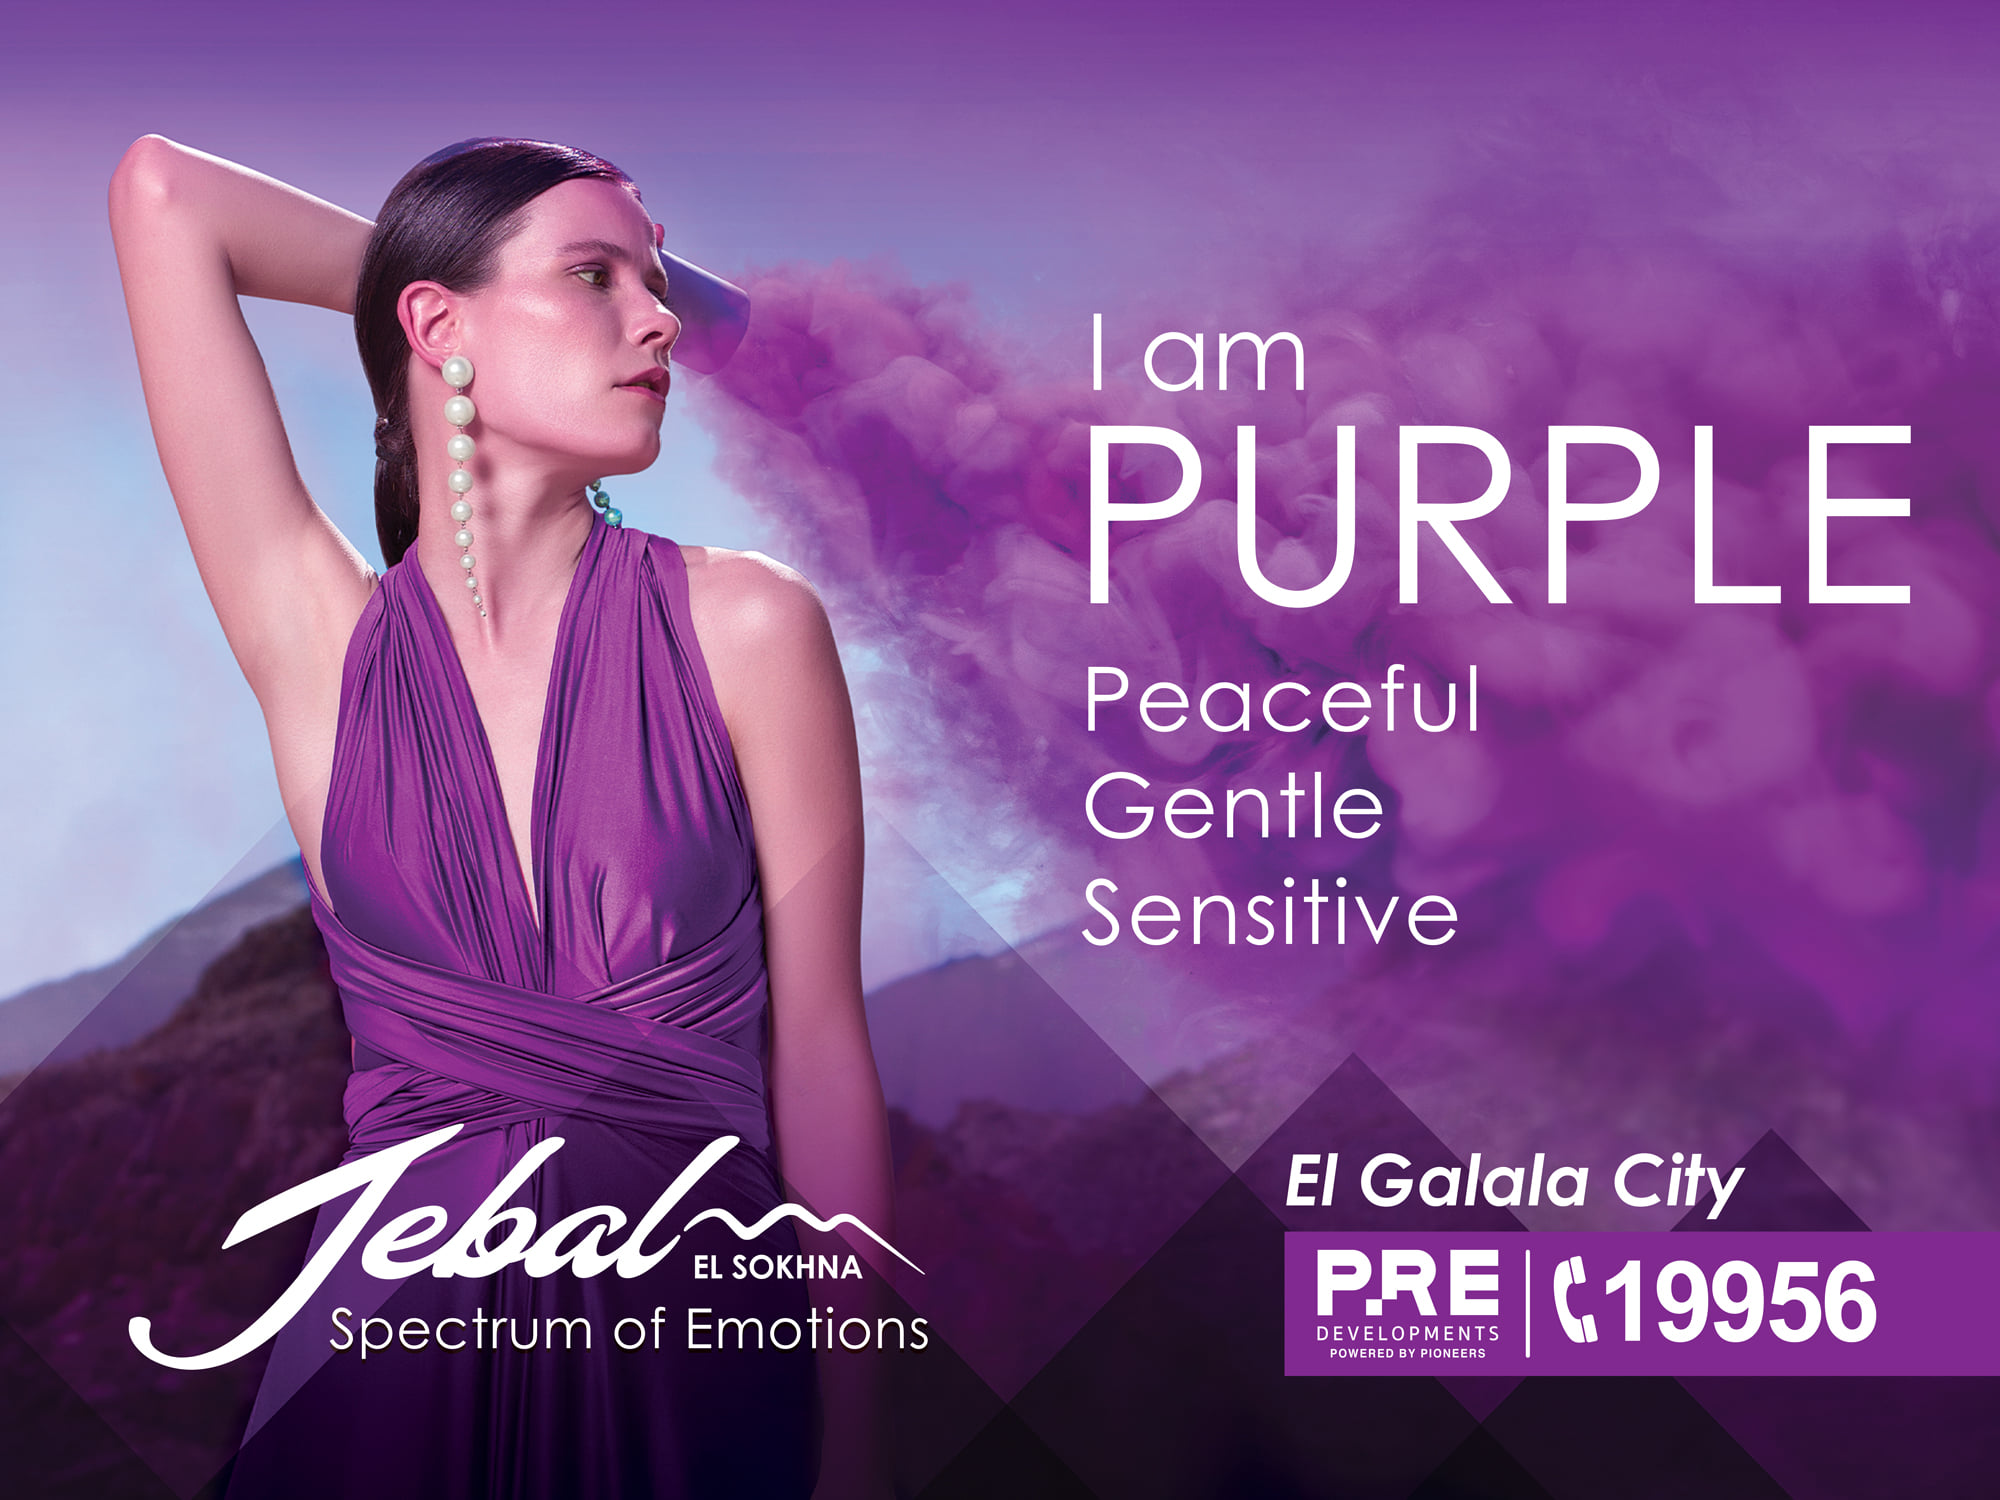 I am
PURPLE
Peaceful
Gentle
Sensitive
Jebal
EL SOKHNA
Spectrum of Emotions
El Galala City
PRE
DEVELOPMENTS
POWERED BY PIONEERS
19956